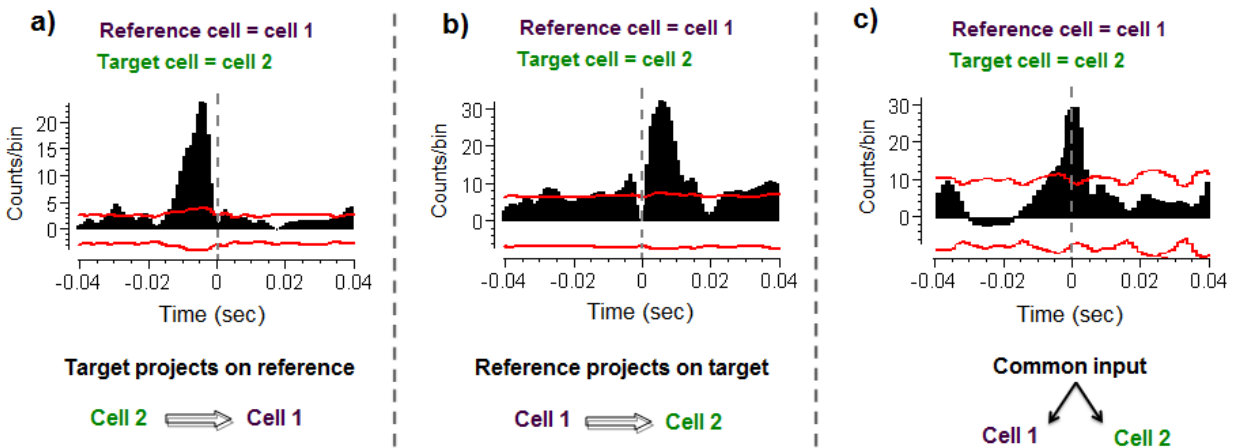 a)
Reference cell = cell 1
Target cell = cell 2
Counts/bin
20
15
10
5
0
-0.04 -0.02 0 0.02 0.04
Time (sec)
Target projects on reference
Cell 2 Cell 1
b)
Reference cell = cell 1
Target cell = cell 2
Counts/bin
30
20
10
0
-0.04 -0.02 0 0.02 0.04
Time (sec)
Reference projects on target
Cell 1 Cell 2
c)
Reference cell = cell 1
Target cell = cell 2
Counts/bin
30
20
10
0
-0.04 -0.02 0 0.02 0.04
Time (sec)
Common input
Cell 1 Cell 2